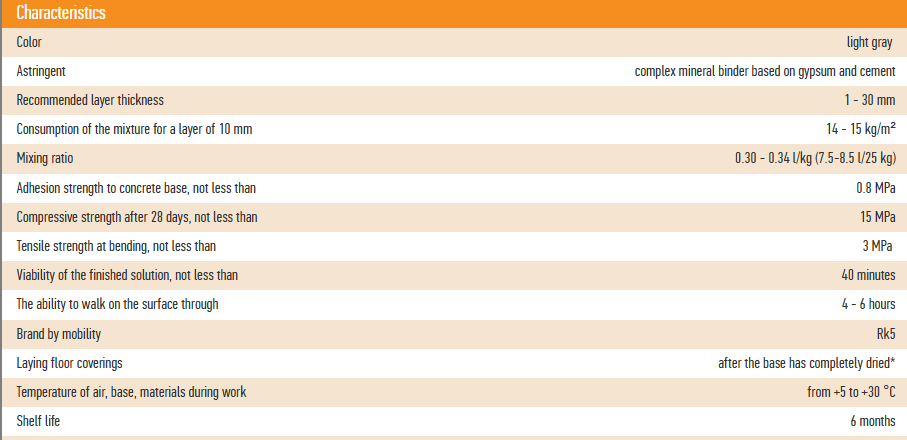 Characteristics
Color light gray
Astringent complex mineral binder based on gypsum and cement
Recommended layer thickness 1 - 30 mm
Consumption of the mixture for a layer of 10 mm 14 - 15 kg/m²
Mixing ratio 0.30 - 0.34 l/kg (7.5-8.5 l/25 kg)
Adhesion strength to concrete base, not less than 0.8 MPa
Compressive strength after 28 days, not less than 15 MPa
Tensile strength at bending, not less than 3 MPa
Viability of the finished solution, not less than 40 minutes
The ability to walk on the surface through 4 - 6 hours
Brand by mobility Rk5
Laying floor coverings after the base has completely dried*
Temperature of air, base, materials during work from +5 to +30 °C
Shelf life 6 months